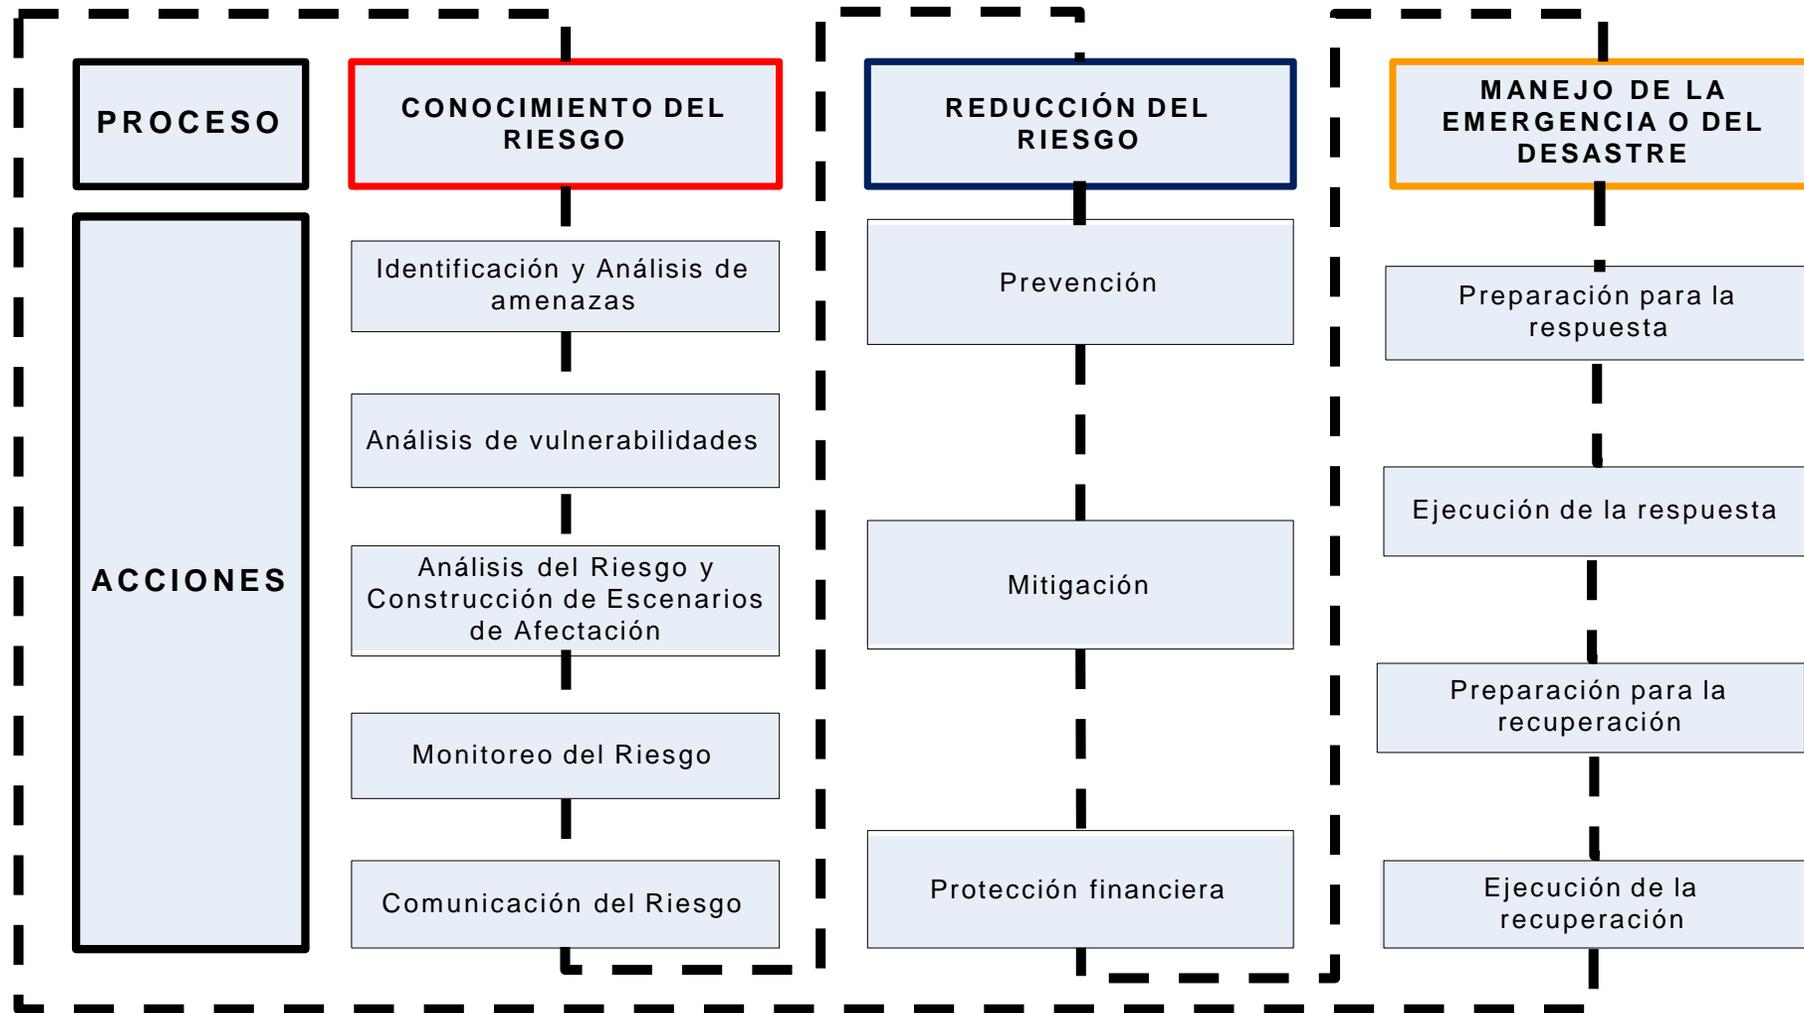 PROCESO
CONOCIMIENTO DEL
RIESGO
REDUCCIÓN DEL
RIESGO
MANEJO DE LA
EMERGENCIA O DEL
DESASTRE
ACCIONES
Identificación y Análisis de
amenazas
Análisis de vulnerabilidades
Análisis del Riesgo y
Construcción de Escenarios
de Afectación
Monitoreo del Riesgo
Comunicación del Riesgo
Prevención
Mitigación
Protección financiera
Preparación para la
respuesta
Ejecución de la respuesta
Preparación para la
recuperación
Ejecución de la
recuperación